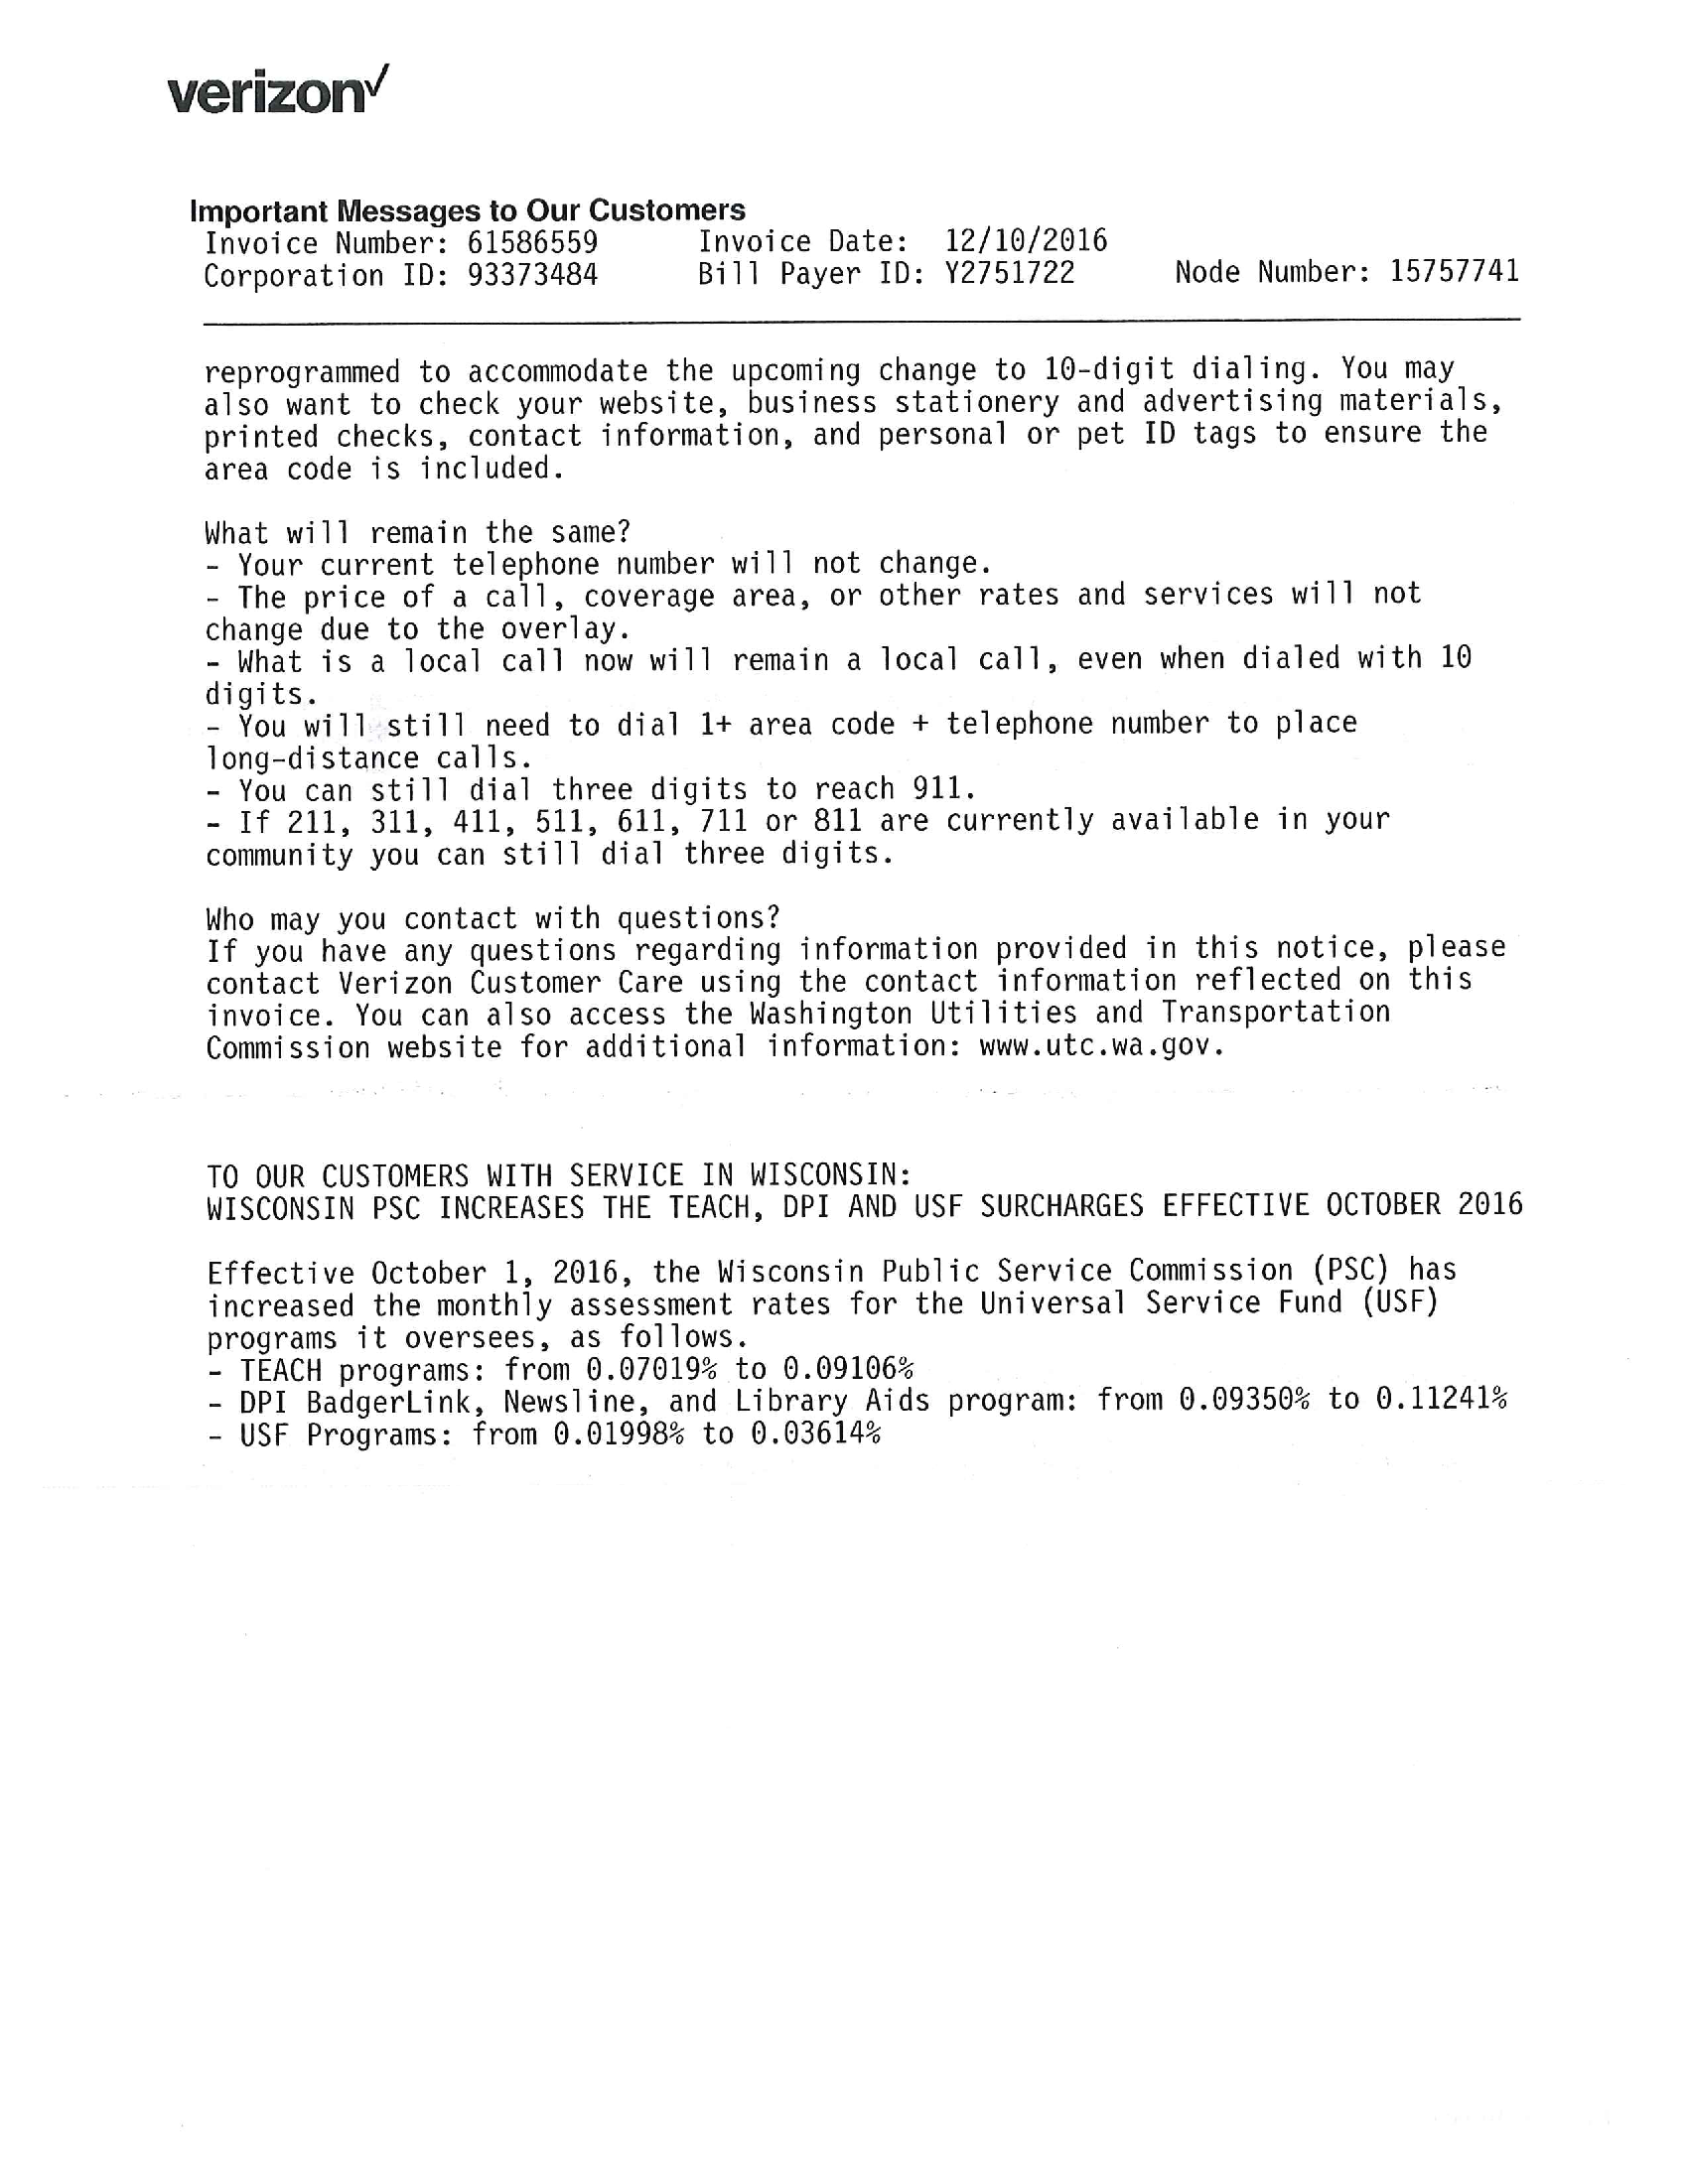 verizon✓
Important Messages to Our Customers
Invoice Number: 61586559 Invoice Date: 12/10/2016
Corporation ID: 93373484 Bill Payer ID: Y2751722 Node Number: 15757741
reprogrammed to accommodate the upcoming change to 10-digit dialing. You may
also want to check your website, business stationery and advertising materials,
printed checks, contact information, and personal or pet ID tags to ensure the
area code is included.
What will remain the same?
- Your current telephone number will not change.
- The price of a call, coverage area, or other rates and services will not
change due to the overlay.
- What is a local call now will remain a local call, even when dialed with 10
digits.
- You will still need to dial 1+ area code + telephone number to place
long-distance calls.
- You can still dial three digits to reach 911.
- If 211, 311, 411, 511, 611, 711 or 811 are currently available in your
community you can still dial three digits.
Who may you contact with questions?
If you have any questions regarding information provided in this notice, please
contact Verizon Customer Care using the contact information reflected on this
invoice. You can also access the Washington Utilities and Transportation
Commission website for additional information: www.utc.wa.gov.
TO OUR CUSTOMERS WITH SERVICE IN WISCONSIN:
WISCONSIN PSC INCREASES THE TEACH, DPI AND USF SURCHARGES EFFECTIVE OCTOBER 2016
Effective October 1, 2016, the Wisconsin Public Service Commission (PSC) has
increased the monthly assessment rates for the Universal Service Fund (USF)
programs it oversees, as follows.
- TEACH programs: from 0.07019% to 0.09106%
- DPI BadgerLink, Newsline, and Library Aids program: from 0.09350% to 0.11241%
- USF Programs: from 0.01998% to 0.03614%